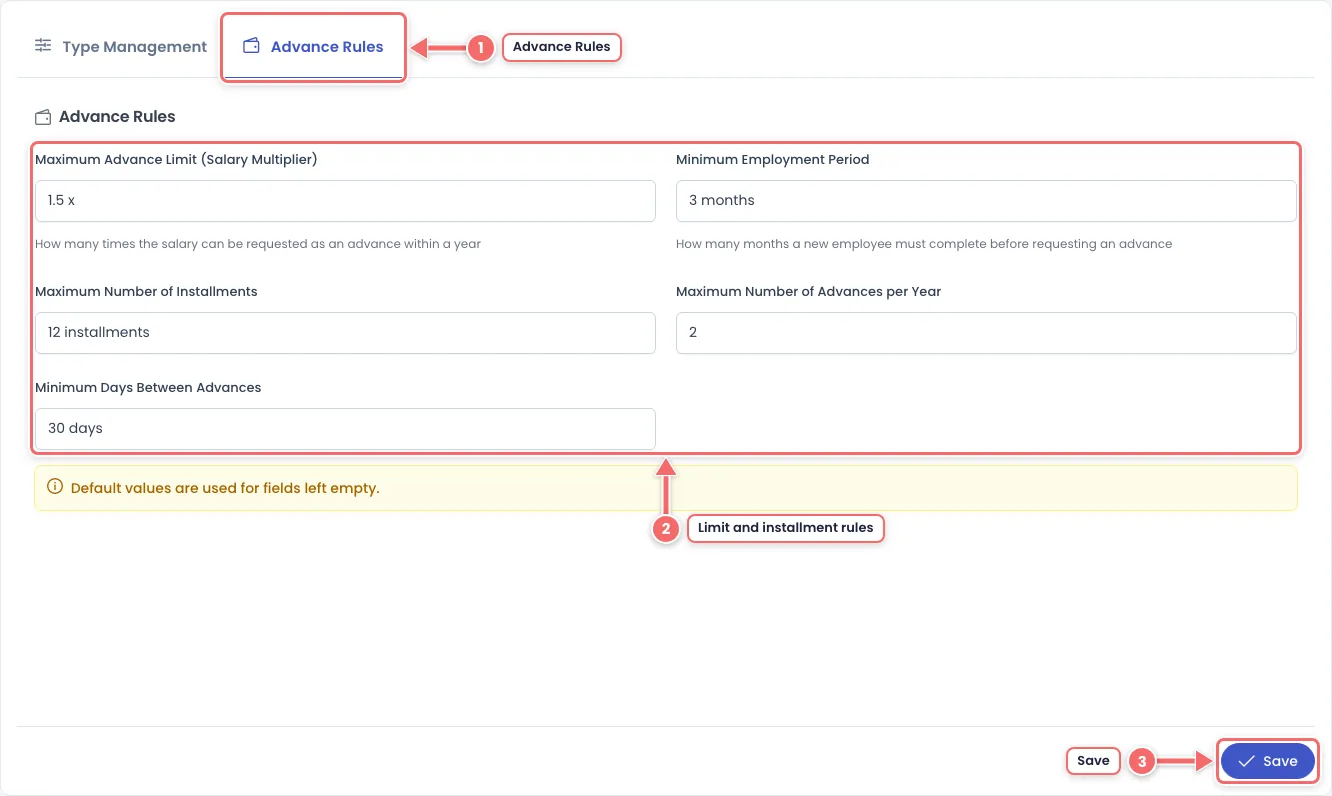 Type Management
Advance Rules
1
Advance Rules
Advance Rules
Maximum Advance Limit (Salary Multiplier)
Minimum Employment Period
1.5 x
3 months
How many times the salary can be requested as an advance within a year
How many months a new employee must complete before requesting an advance
Maximum Number of Installments
Maximum Number of Advances per Year
12 installments
2
Minimum Days Between Advances
30 days
Default values are used for fields left empty.
2
Limit and installment rules
Save
3
Save